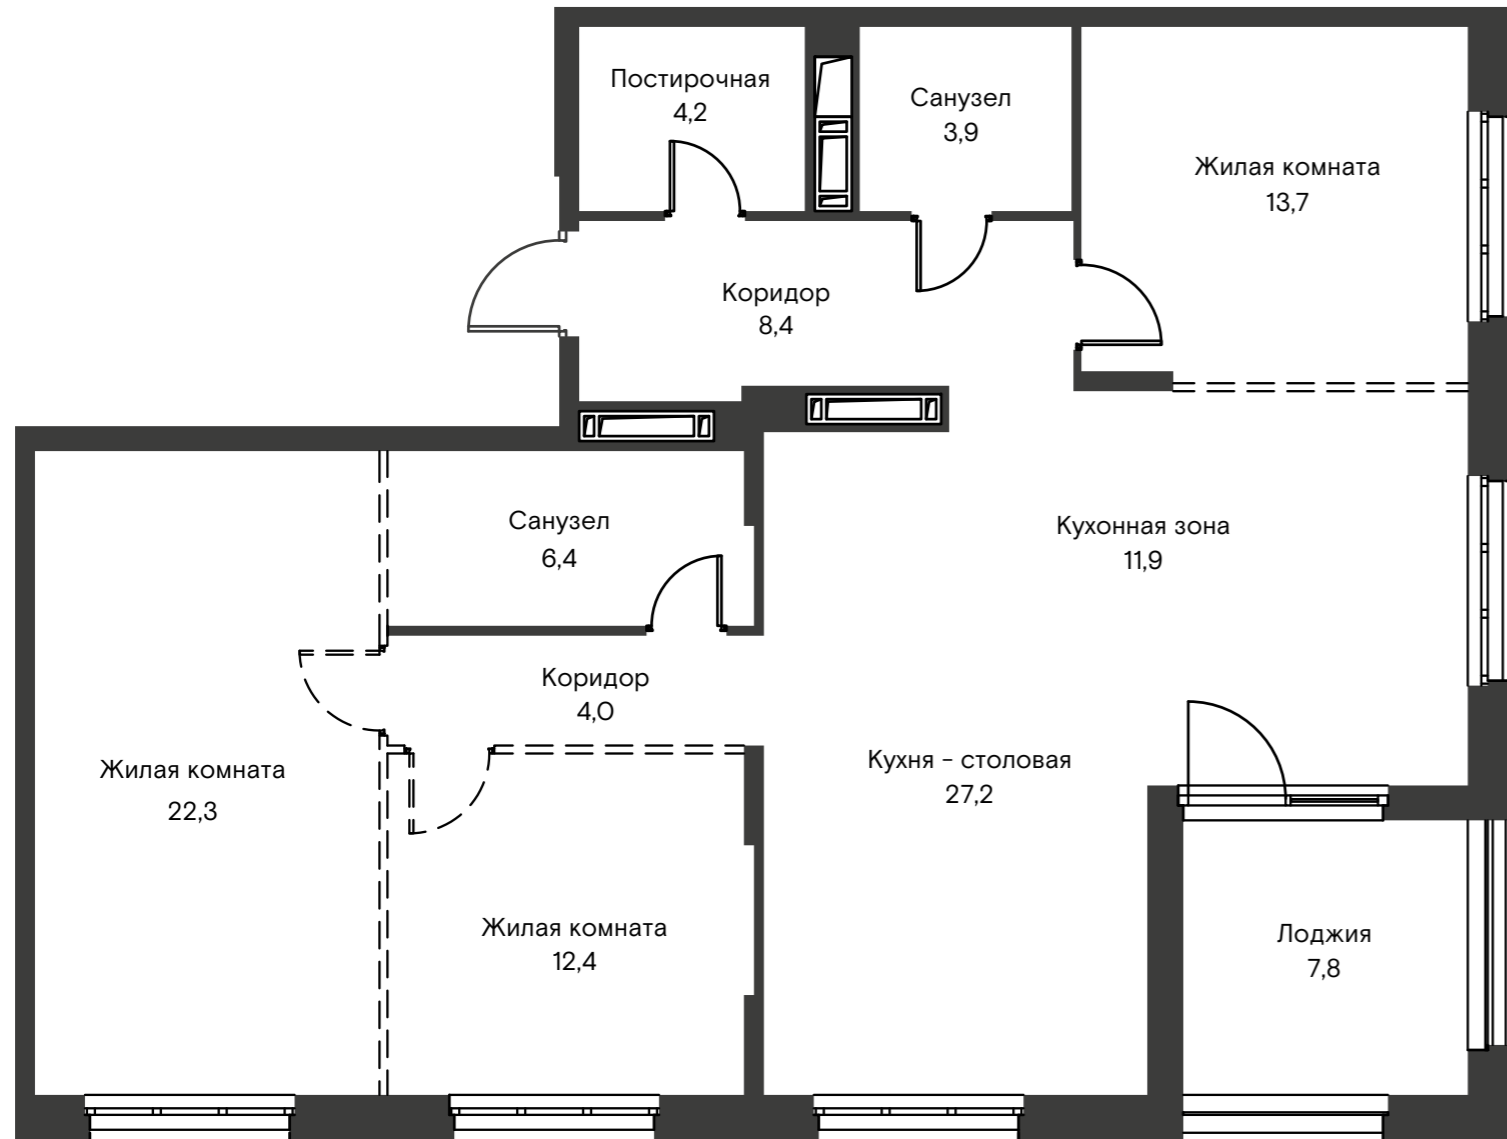 Постирочная
4,2
Санузел
3,9
Жилая комната
13,7
Коридор
8,4
Санузел
6,4
Кухонная зона
11,9
Коридор
4,0
Жилая комната
22,3
Кухня - столовая
27,2
Жилая комната
12,4
Лоджия
7,8